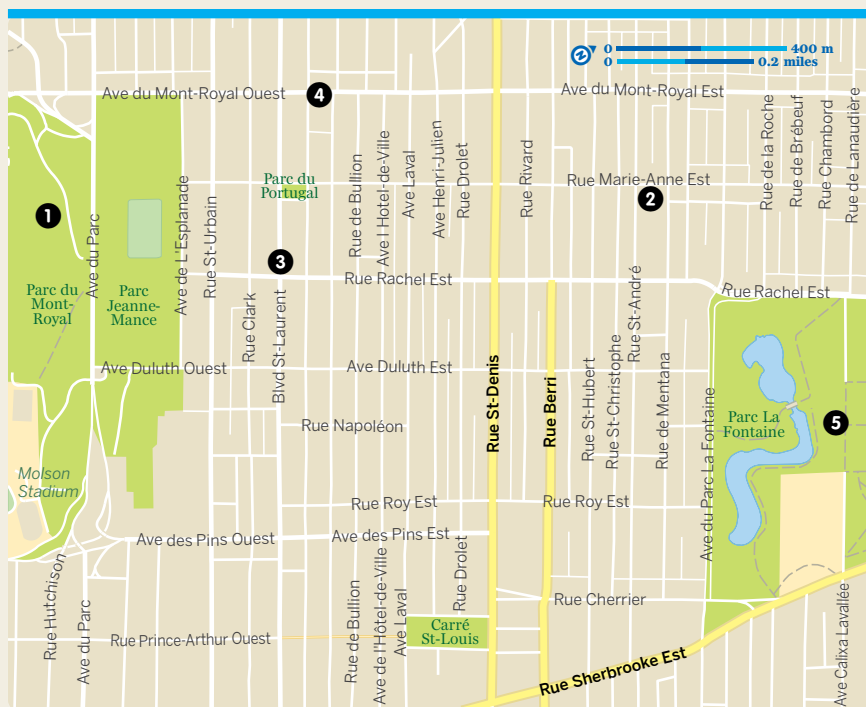 0 400 m
0 0.2 miles
N
Ave du Mont-Royal Ouest
4
Ave du Mont-Royal Est
Rue de la Roche
Rue de Brébeuf
Rue Chambord
Rue de Lanaudière
Parc du
Portugal
Rue de Bullion
Ave l Hôtel-de-Ville
Ave Laval
Ave Henri-Julien
Rue Drolet
Rue Rivard
Rue Marie-Anne Est
2
1
Ave du Parc
Ave de L'Esplanade
Rue St-Urbain
3
Rue Rachel Est
Rue Rachel Est
Parc du
Mont-
Royal
Parc
Jeanne-
Mance
Rue Clark
Blvd St-Laurent
Rue St-André
Ave Duluth Ouest
Ave Duluth Est
Rue St-Denis
Rue Berri
Rue St-Hubert
Rue St-Christophe
Rue de Mentana
Ave du Parc La Fontaine
Parc La
Fontaine
5
Rue Napoléon
Molson
Stadium
Rue Roy Est
Rue Roy Est
Ave des Pins Ouest
Ave des Pins Est
Rue Hutchison
Ave du Parc
Rue de Bullion
Ave de l'Hôtel-de-Ville
Ave Laval
Rue Drolet
Rue Cherrier
Rue Prince-Arthur Ouest
Carré
St-Louis
Rue Sherbrooke Est
Ave Calixa Lavallée